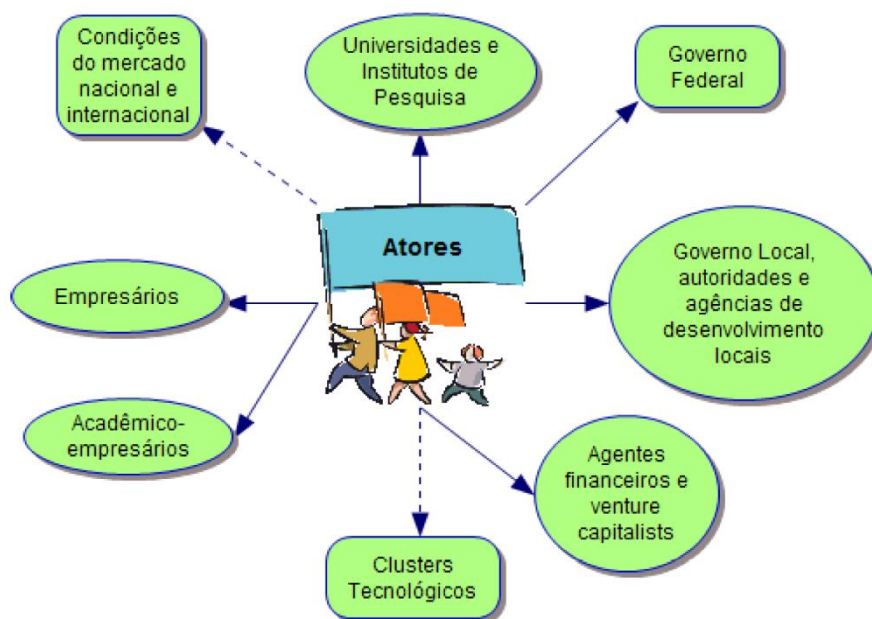 Condições
do mercado
nacional e
internacional
Universidades e
Institutos de
Pesquisa
Governo
Federal
Atores
Governo Local,
autoridades e
agências de
desenvolvimento
locais
Empresários
Acadêmico-
empresários
Agentes
financeiros e
venture
capitalists
Clusters
Tecnológicos